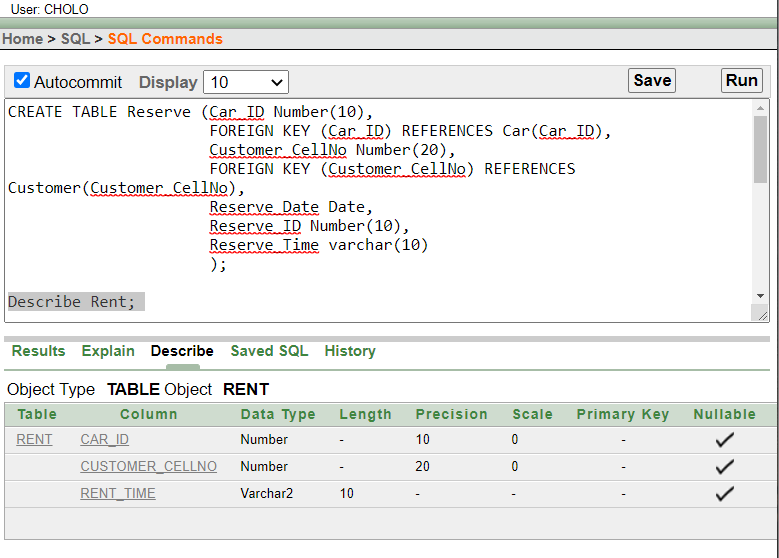 User: CHOLO
Home > SQL > SQL Commands
Autocommit Display 10 Save Run
CREATE TABLE Reserve (Car_ID Number(10),
FOREIGN KEY (Car_ID) REFERENCES Car(Car_ID),
Customer_CellNo Number(20),
FOREIGN KEY (Customer_CellNo) REFERENCES
Customer(Customer_CellNo),
Reserve_Date Date,
Reserve_ID Number(10),
Reserve_Time varchar(10)
);
Describe Rent;
Results Explain Describe Saved SQL History
Object Type TABLE Object RENT
Table Column Data Type Length Precision Scale Primary Key Nullable
RENT CAR_ID Number - 10 0 - ✓
CUSTOMER_CELLNO Number - 20 0 - ✓
RENT_TIME Varchar2 10 - - - ✓